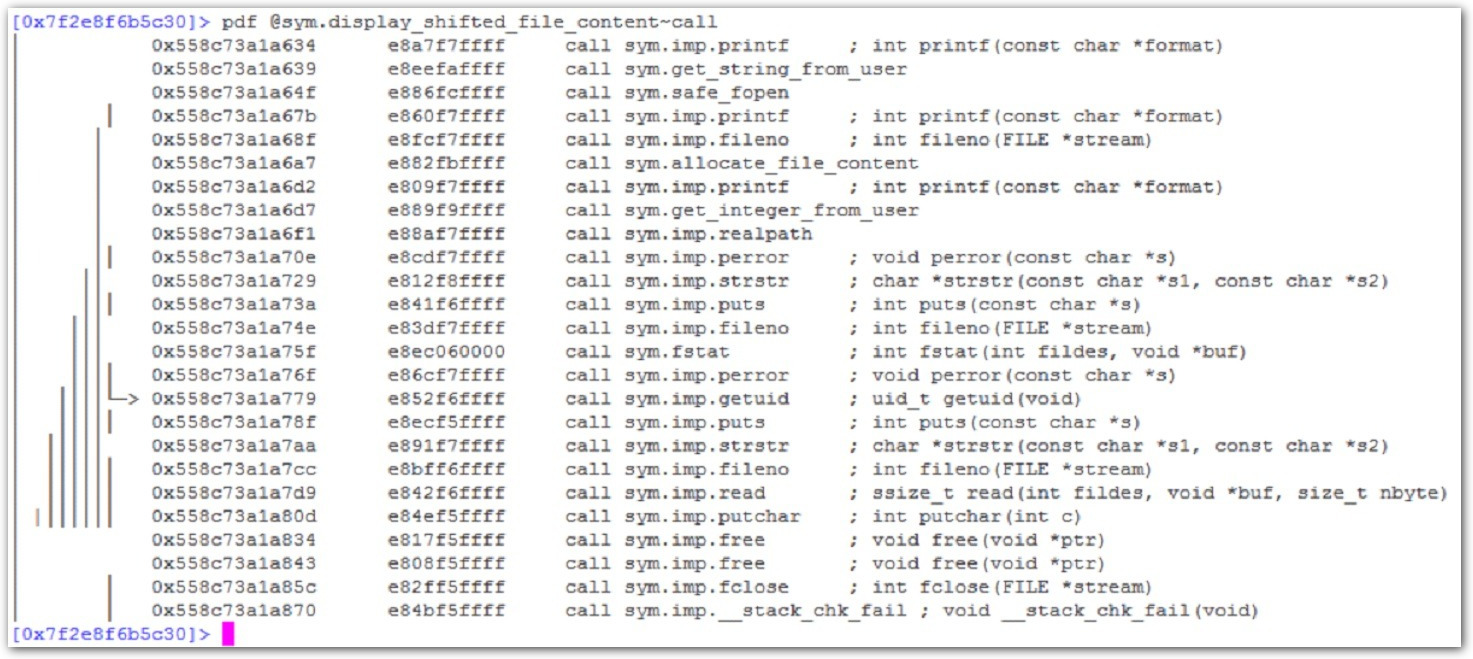 [0x7f2e8f6b5c30]> pdf @sym.display_shifted_file_content~call
0x558c73a1a634 e8a7f7ffff call sym.imp.printf ; int printf(const char *format)
0x558c73a1a639 e8eefaffff call sym.get_string_from_user
0x558c73a1a64f e886fcffff call sym.safe_fopen
0x558c73a1a67b e860f7ffff call sym.imp.printf ; int printf(const char *format)
0x558c73a1a68f e8fcf7ffff call sym.imp.fileno ; int fileno(FILE *stream)
0x558c73a1a6a7 e882fbffff call sym.allocate_file_content
0x558c73a1a6d2 e809f7ffff call sym.imp.printf ; int printf(const char *format)
0x558c73a1a6d7 e889f9ffff call sym.get_integer_from_user
0x558c73a1a6f1 e88af7ffff call sym.imp.realpath
0x558c73a1a70e e8cdf7ffff call sym.imp.perror ; void perror(const char *s)
0x558c73a1a729 e812f8ffff call sym.imp.strstr ; char *strstr(const char *s1, const char *s2)
0x558c73a1a73a e841f6ffff call sym.imp.puts ; int puts(const char *s)
0x558c73a1a74e e83df7ffff call sym.imp.fileno ; int fileno(FILE *stream)
0x558c73a1a75f e8ec060000 call sym.fstat ; int fstat(int fildes, void *buf)
0x558c73a1a76f e86cf7ffff call sym.imp.perror ; void perror(const char *s)
0x558c73a1a779 e852f6ffff call sym.imp.getuid ; uid_t getuid(void)
0x558c73a1a78f e8ecf5ffff call sym.imp.puts ; int puts(const char *s)
0x558c73a1a7aa e891f7ffff call sym.imp.strstr ; char *strstr(const char *s1, const char *s2)
0x558c73a1a7cc e8bff6ffff call sym.imp.fileno ; int fileno(FILE *stream)
0x558c73a1a7d9 e842f6ffff call sym.imp.read ; ssize_t read(int fildes, void *buf, size_t nbyte)
0x558c73a1a80d e84ef5ffff call sym.imp.putchar ; int putchar(int c)
0x558c73a1a834 e817f5ffff call sym.imp.free ; void free(void *ptr)
0x558c73a1a843 e808f5ffff call sym.imp.free ; void free(void *ptr)
0x558c73a1a85c e82ff5ffff call sym.imp.fclose ; int fclose(FILE *stream)
0x558c73a1a870 e84bf5ffff call sym.imp.__stack_chk_fail ; void __stack_chk_fail(void)
[0x7f2e8f6b5c30]>